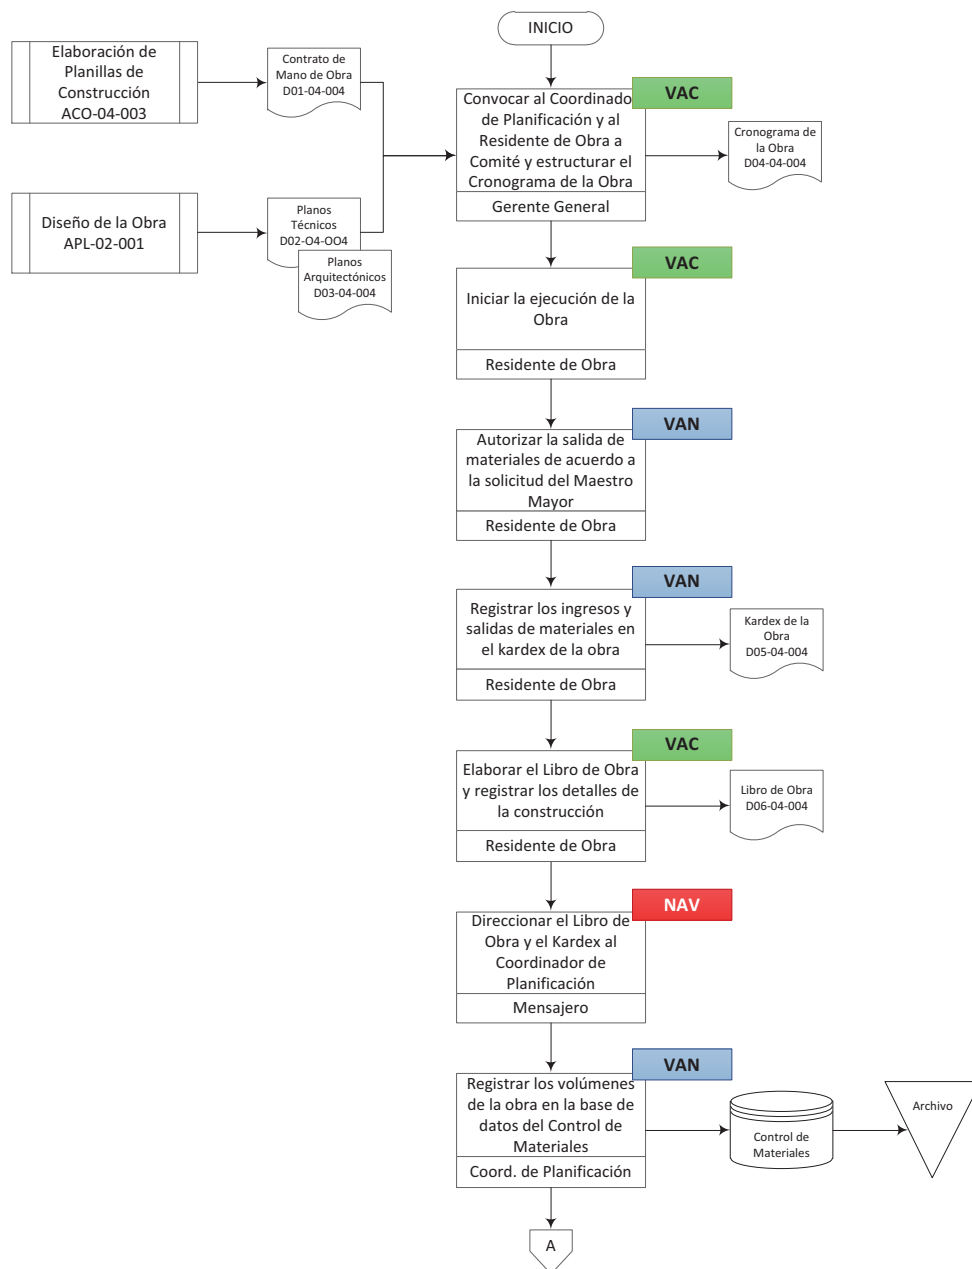 INICIO
Elaboración de
Planillas de
Construcción
ACO-04-003
Contrato de
Mano de Obra
D01-04-004
VAC
Convocar al Coordinado
de Planificación y al
Residente de Obra a
Comité y estructurar el
Cronograma de la Obra
Gerente General
Cronograma de
la Obra
D04-04-004
Diseño de la Obra
APL-02-001
Planos
Técnicos
D02-O4-OO4
Planos
Arquitectónicos
D03-04-004
VAC
Iniciar la ejecución de la
Obra
Residente de Obra
VAN
Autorizar la salida de
materiales de acuerdo a
la solicitud del Maestro
Mayor
Residente de Obra
VAN
Registrar los ingresos y
salidas de materiales en
el kardex de la obra
Residente de Obra
Kardex de la
Obra
D05-04-004
VAC
Elaborar el Libro de Obra
y registrar los detalles de
la construcción
Residente de Obra
Libro de Obra
D06-04-004
NAV
Direccionar el Libro de
Obra y el Kardex al
Coordinador de
Planificación
Mensajero
VAN
Registrar los volúmenes
de la obra en la base de
datos del Control de
Materiales
Coord. de Planificación
Control de
Materiales
Archivo
A